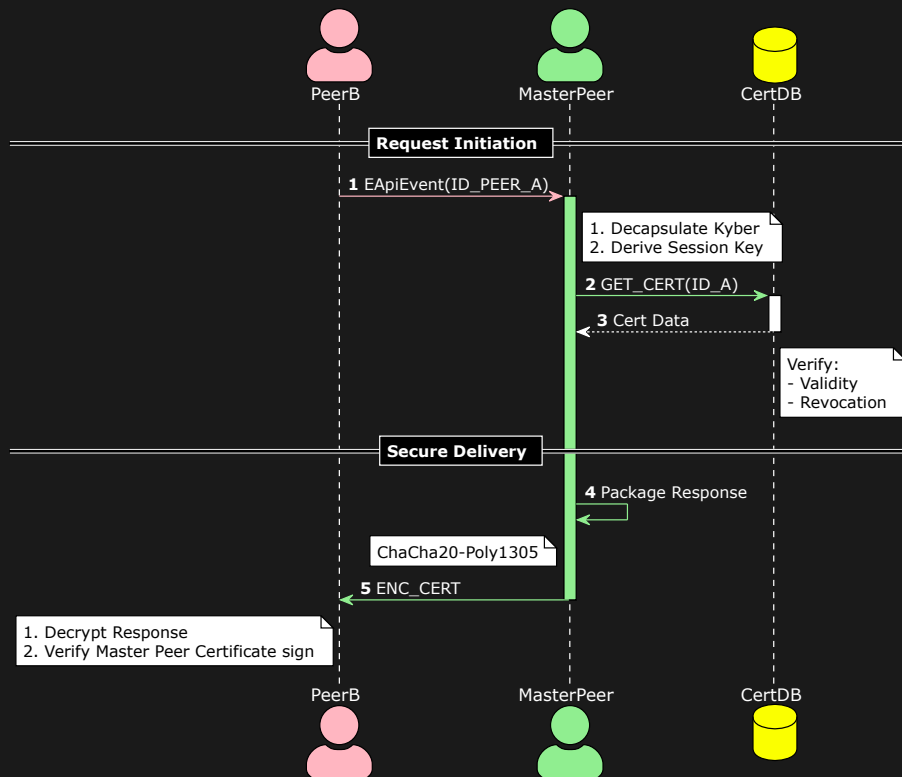 PeerB
MasterPeer
CertDB
Request Initiation
1 EApiEvent(ID_PEER_A)
1. Decapsulate Kyber
2. Derive Session Key
2 GET_CERT(ID_A)
3 Cert Data
Verify:
- Validity
- Revocation
Secure Delivery
4 Package Response
ChaCha20-Poly1305
5 ENC_CERT
1. Decrypt Response
2. Verify Master Peer Certificate sign
PeerB
MasterPeer
CertDB